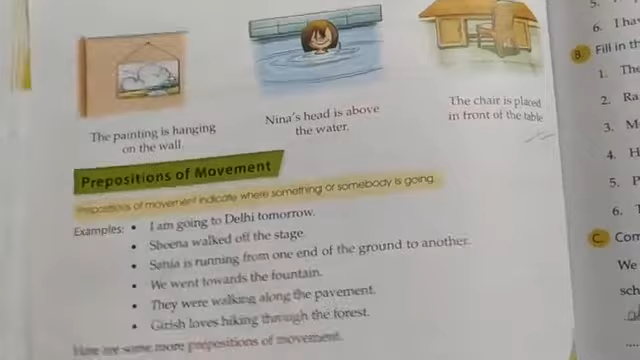 The painting is hanging
on the wall.
Nina's head is above
the water.
The chair is placed
in front of the table
Prepositions of Movement
Prepositions of movement indicate where something or somebody is going.
Examples: • I am going to Delhi tomorrow.
• Sheena walked off the stage.
• Sania is running from one end of the ground to another.
• We went towards the fountain.
• They were walking along the pavement.
• Girish loves hiking through the forest.
Here are some more prepositions of movement.
5.
6. I ha
B. Fill in th
1. The
2. Ra
3. M
4. H
5. P
6.
C. Com
We
sch